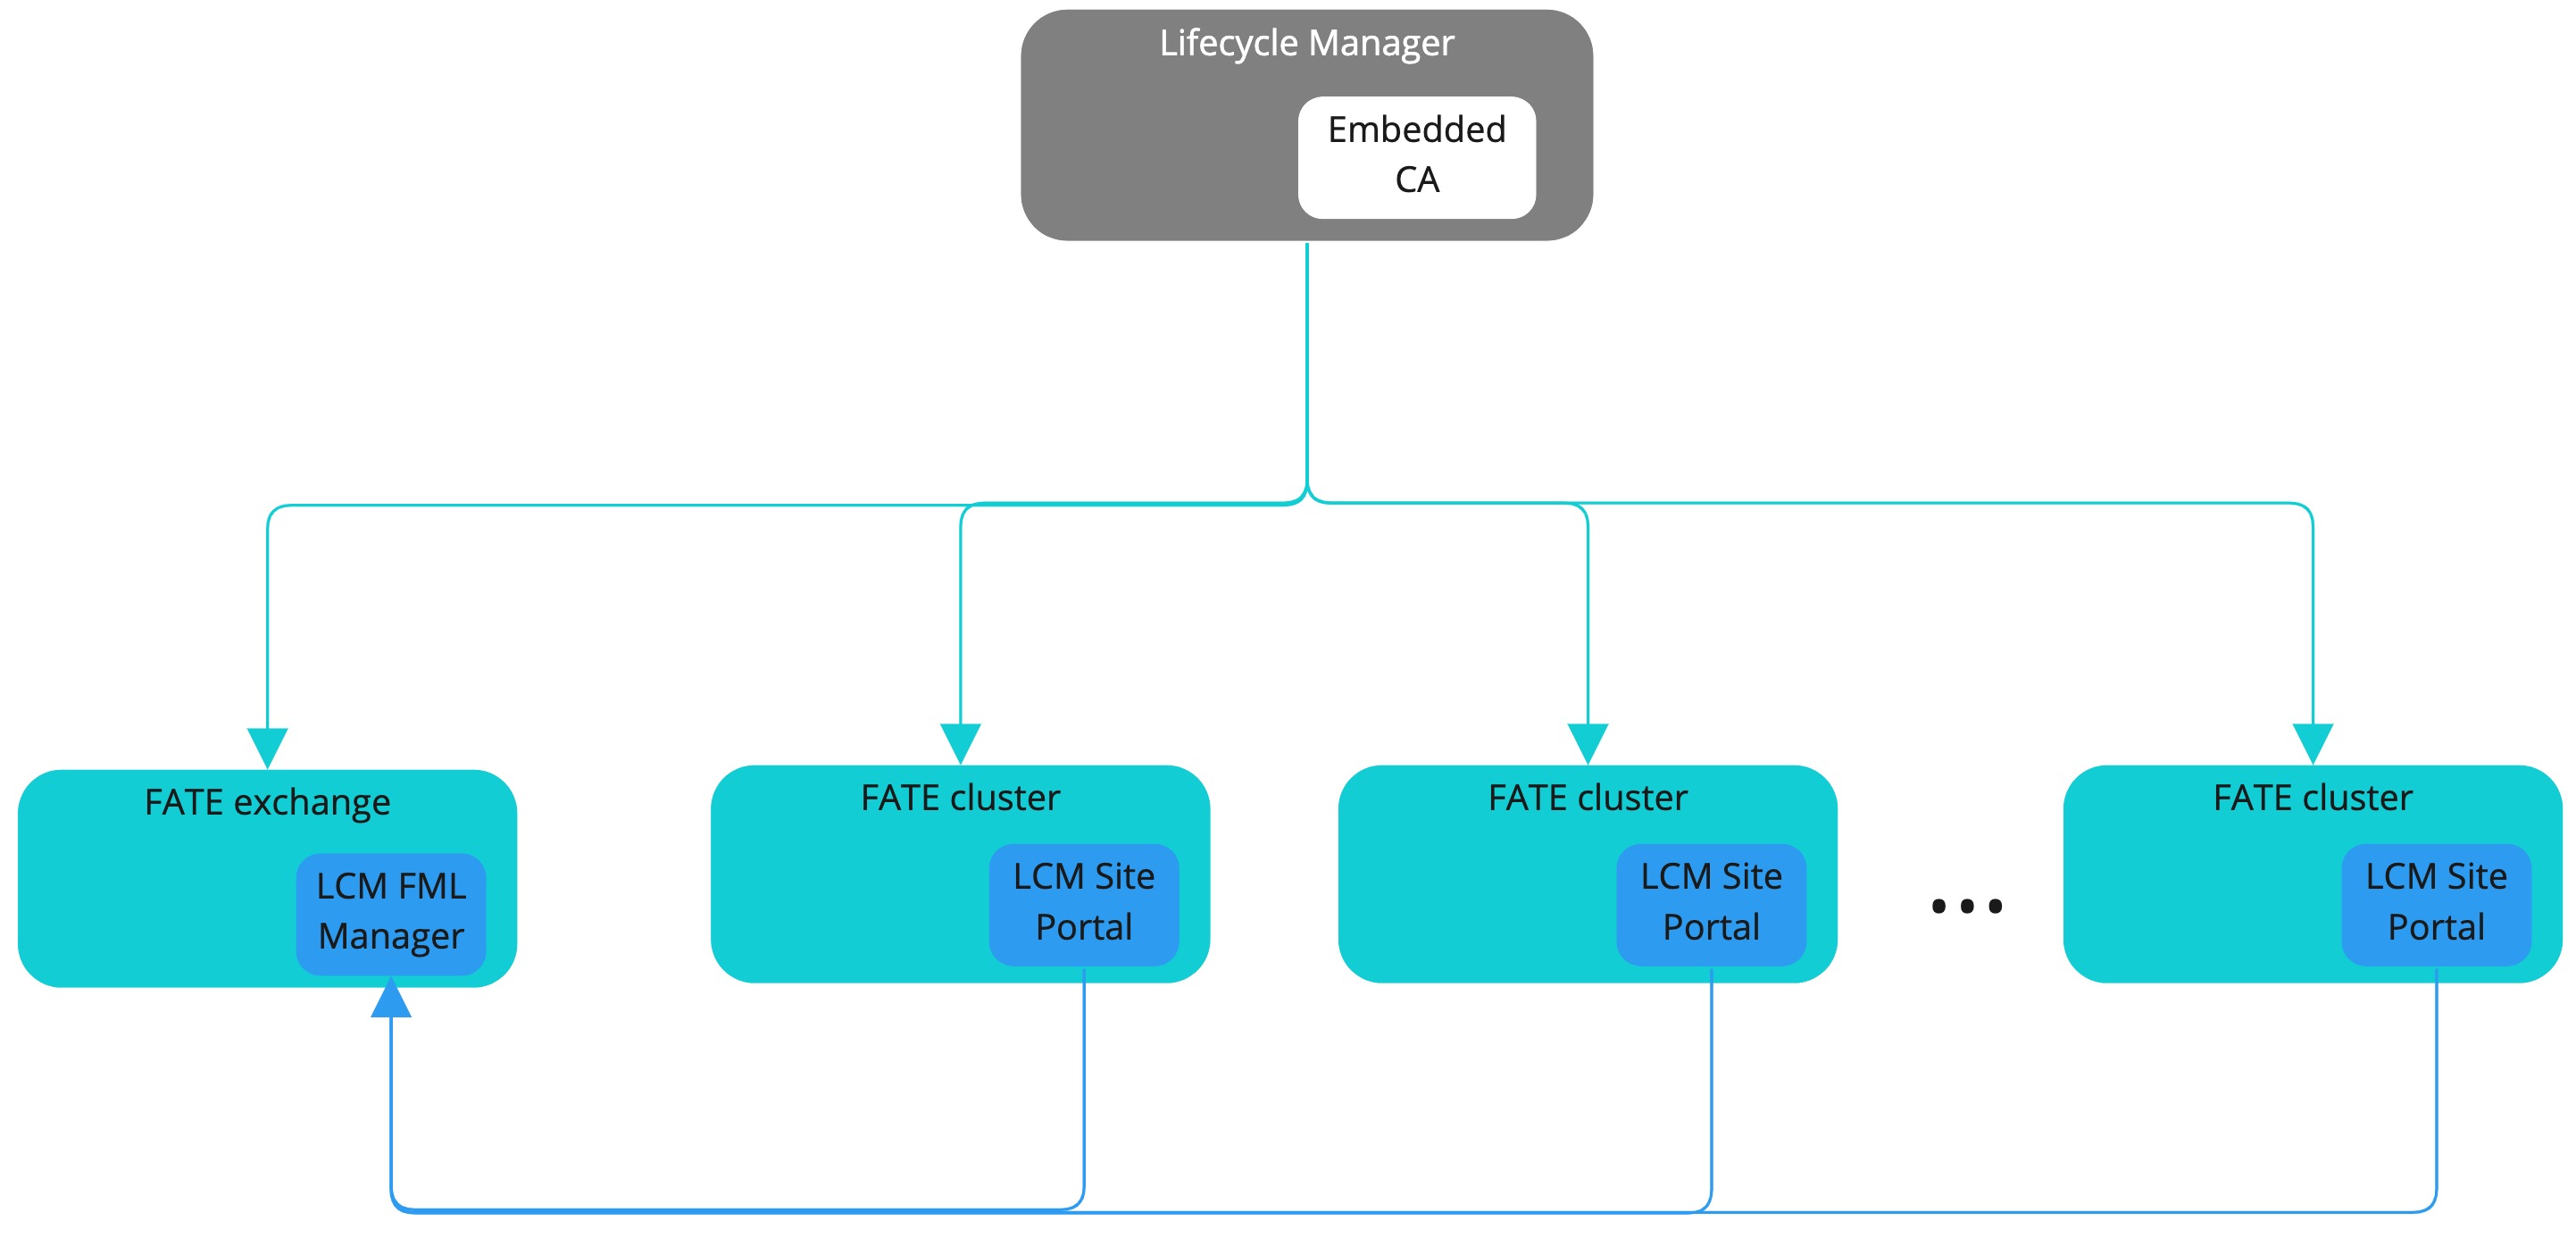 Lifecycle Manager
Embedded
CA
FATE exchange
LCM FML
Manager
FATE cluster
LCM Site
Portal
FATE cluster
LCM Site
Portal
...
FATE cluster
LCM Site
Portal